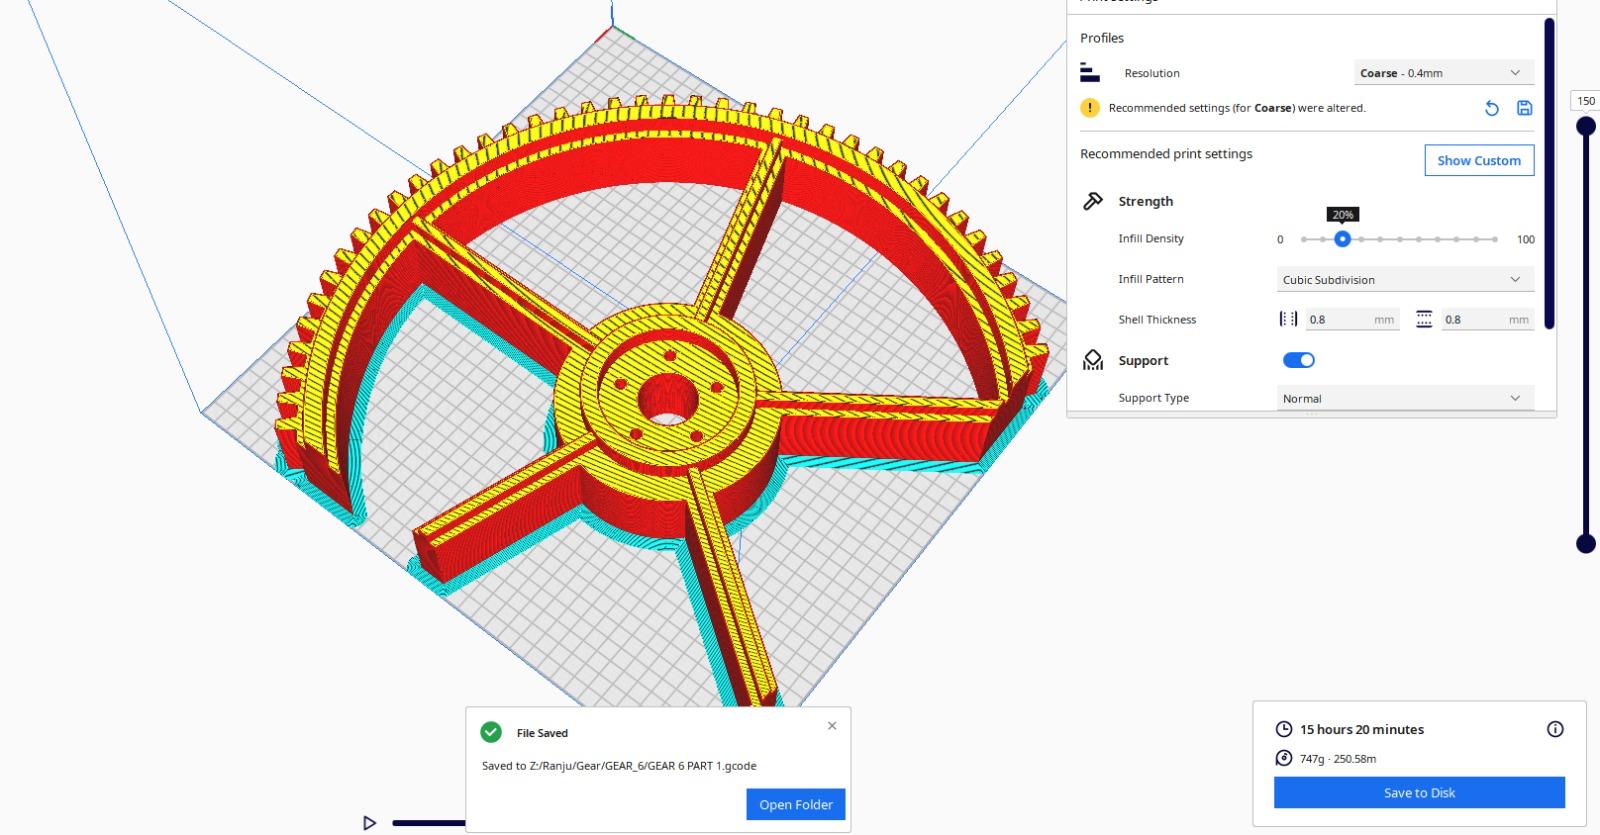 Print settings
Profiles
Resolution
Coarse - 0.4mm
Recommended settings (for Coarse) were altered.
Recommended print settings
Show Custom
Strength
20%
Infill Density
0
100
Infill Pattern
Cubic Subdivision
Shell Thickness
0.8 mm
0.8 mm
Support
Support Type
Normal
150
File Saved
Saved to Z:/Ranju/Gear/GEAR_6/GEAR 6 PART 1.gcode
Open Folder
15 hours 20 minutes
747g · 250.58m
Save to Disk